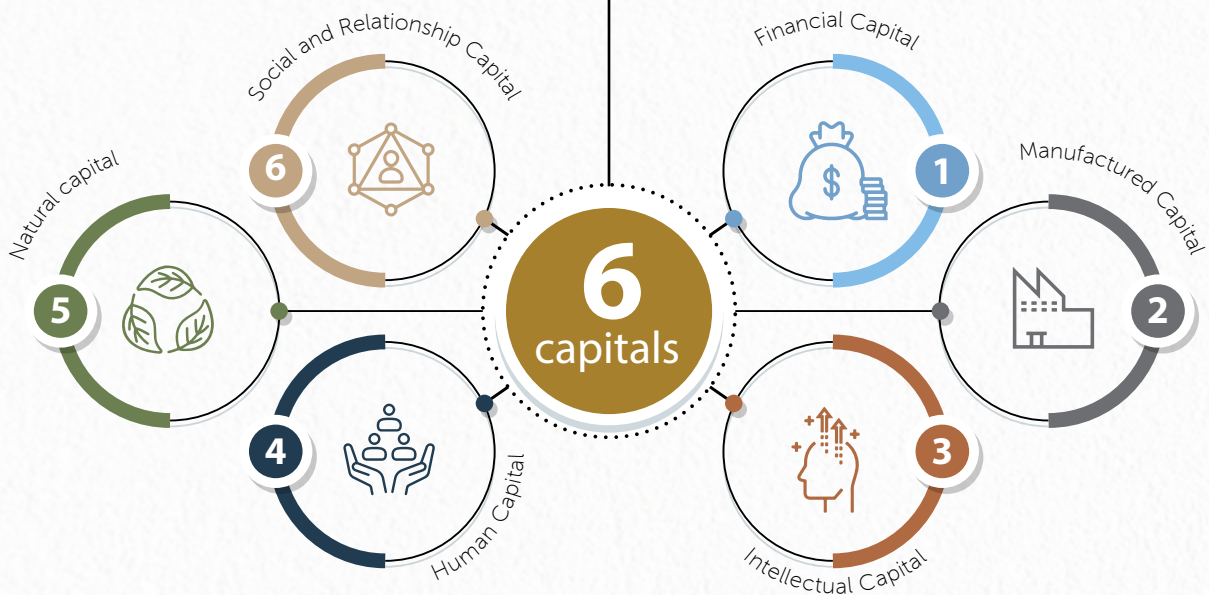 6
capitals
Financial Capital
1
$
Manufactured Capital
2
Intellectual Capital
3
Human Capital
4
Natural capital
5
Social and Relationship Capital
6